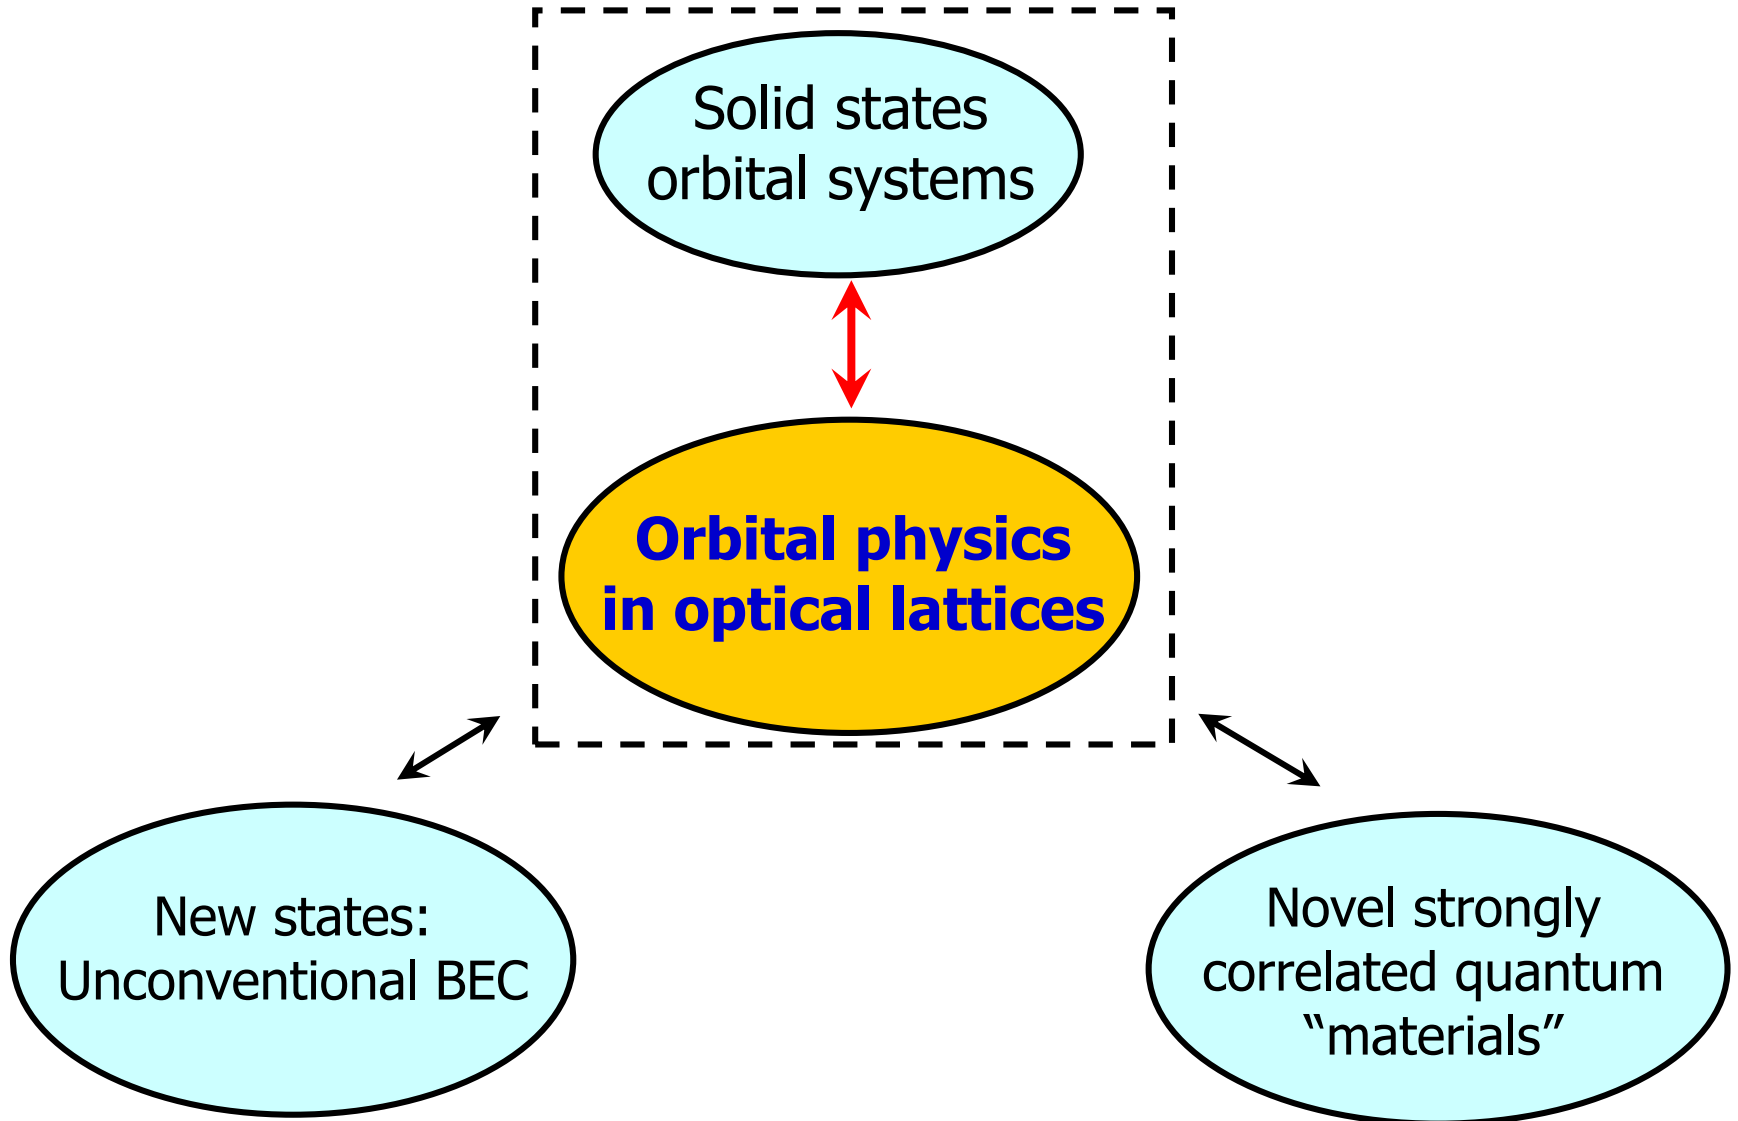 Solid states
orbital systems
Orbital physics
in optical lattices
New states:
Unconventional BEC
Novel strongly
correlated quantum
“materials”